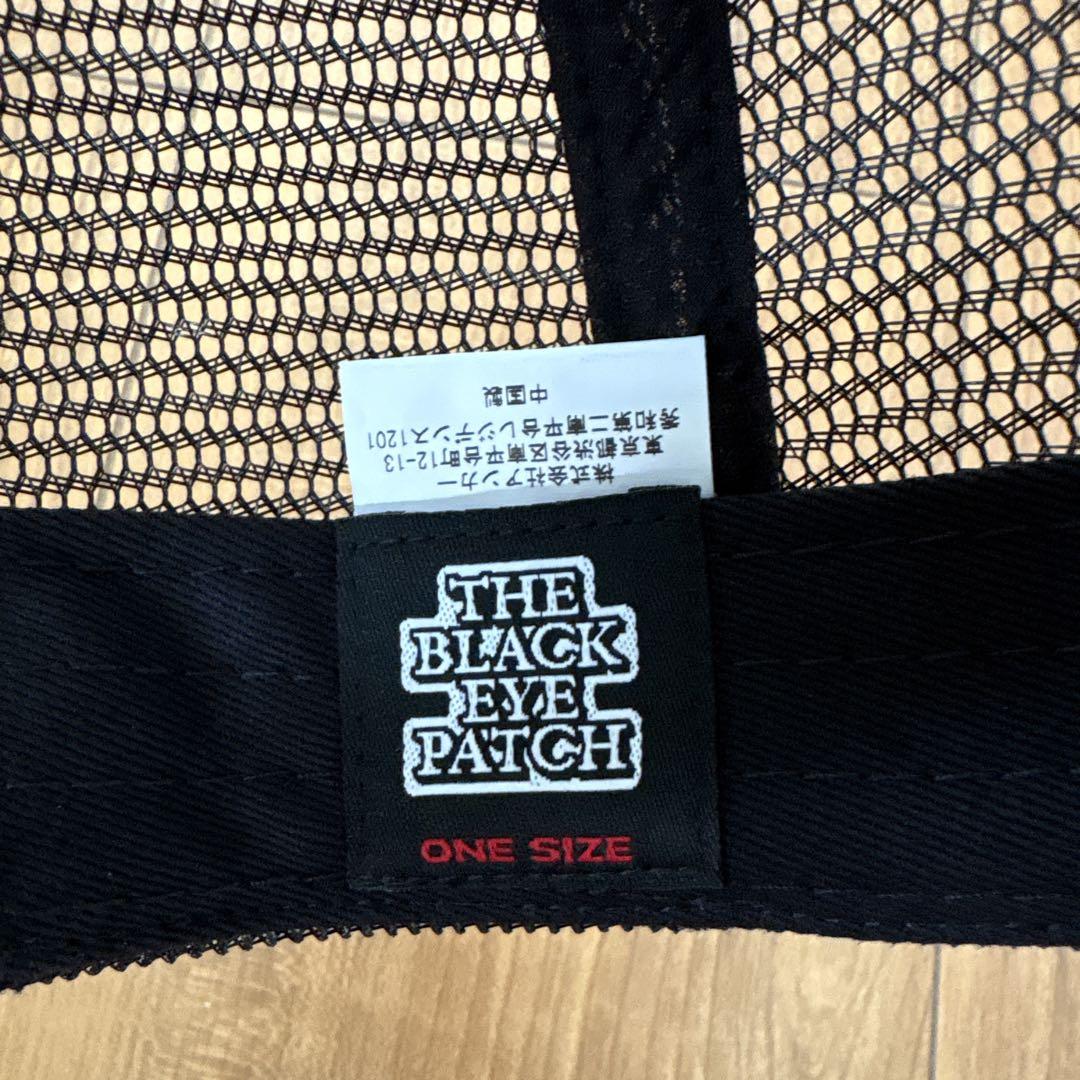 株式会社アンカー
東京都渋谷区南平台町12-13
秀和第二南平台レジデンス1201
中国製
THE
BLACK
EYE
PATCH
ONE SIZE